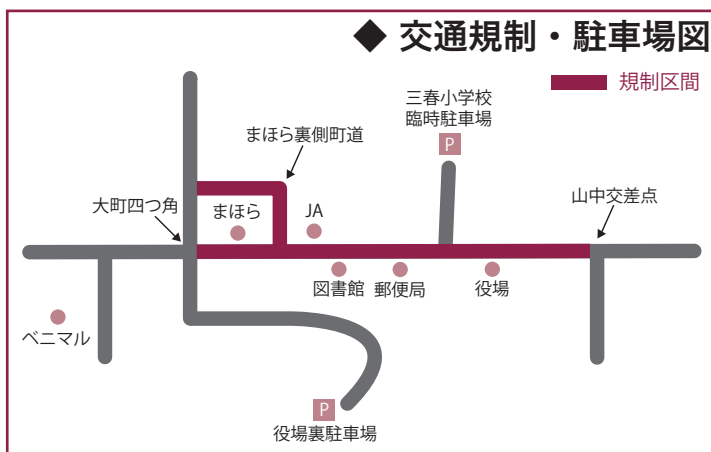 ◆ 交通規制・駐車場図
規制区間
三春小学校
臨時駐車場
P
まほら裏側町道
山中交差点
大町四つ角
まほら
JA
図書館
郵便局
役場
ベニマル
P
役場裏駐車場